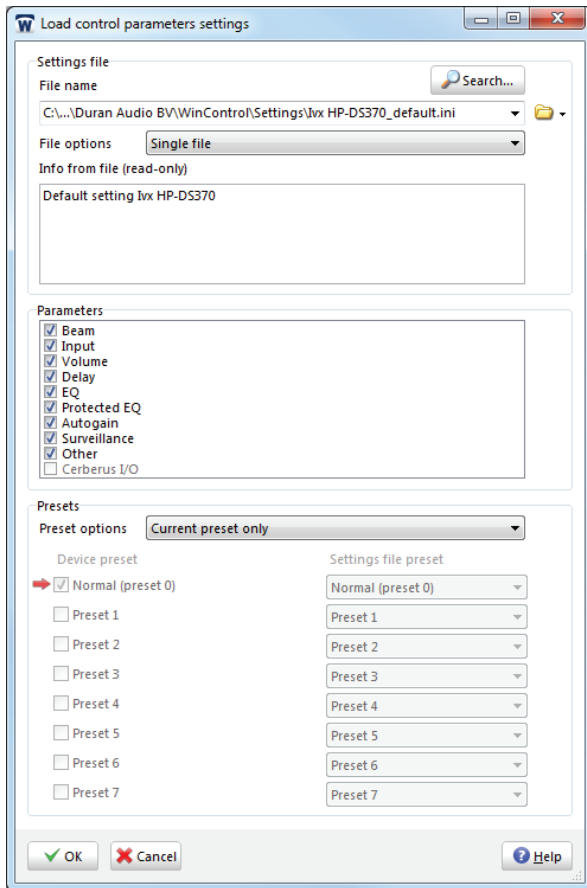 Load control parameters settings
Settings file
File name
Search...
C:\...\Duran Audio BV\WinControl\Settings\Ivx HP-DS370_default.ini
File options
Single file
Info from file (read-only)
Default setting Ivx HP-DS370
Parameters
Beam
Input
Volume
Delay
EQ
Protected EQ
Autogain
Surveillance
Other
Cerberus I/O
Presets
Preset options
Current preset only
Device preset
Settings file preset
Normal (preset 0)
Normal (preset 0)
Preset 1
Preset 1
Preset 2
Preset 2
Preset 3
Preset 3
Preset 4
Preset 4
Preset 5
Preset 5
Preset 6
Preset 6
Preset 7
Preset 7
OK
Cancel
Help